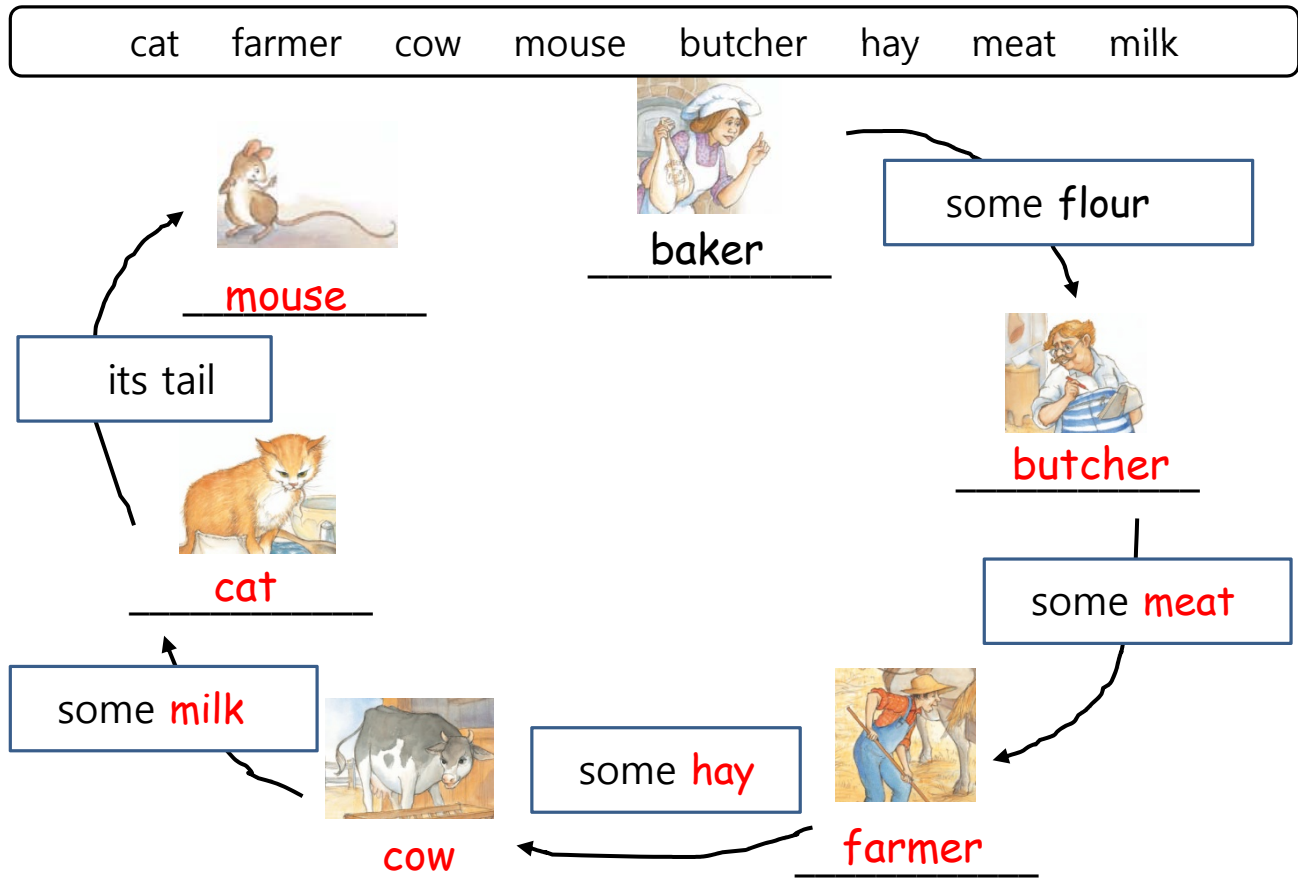 cat farmer cow mouse butcher hay meat milk
baker
some flour
butcher
some meat
farmer
some hay
cow
some milk
cat
its tail
mouse